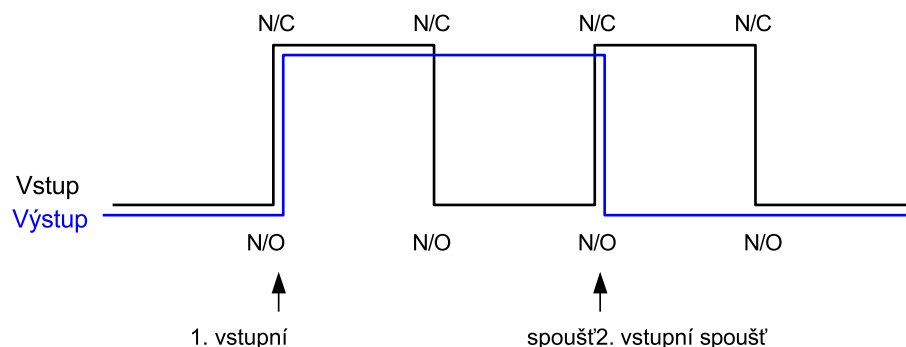 N/C N/C N/C N/C
Vstup
Výstup
N/O N/O N/O N/O
1. vstupní spoušť2. vstupní spoušť